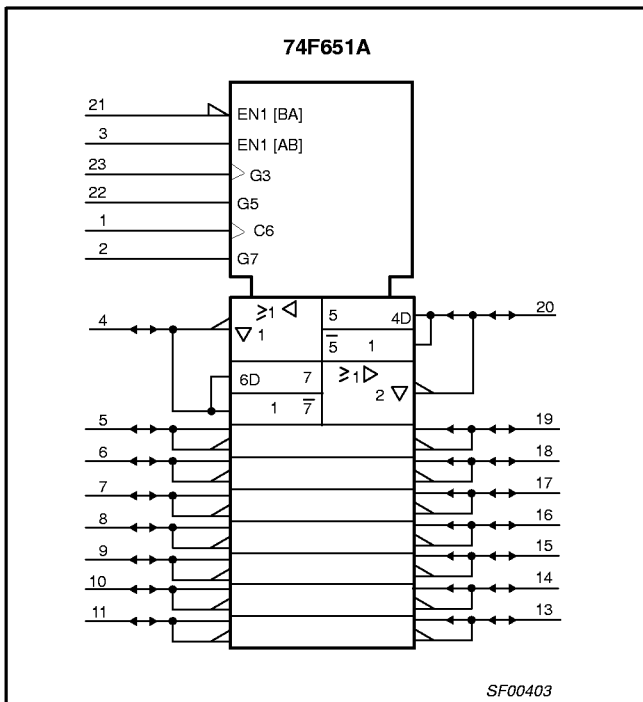 74F651A
21 EN1 [BA]
3 EN1 [AB]
23 G3
22 G5
1 C6
2 G7
≥1 5 4D 20
4 1 5̅ 1
6D 7 ≥1
1 7̅ 2
5 19
6 18
7 17
8 16
9 15
10 14
11 13
SF00403